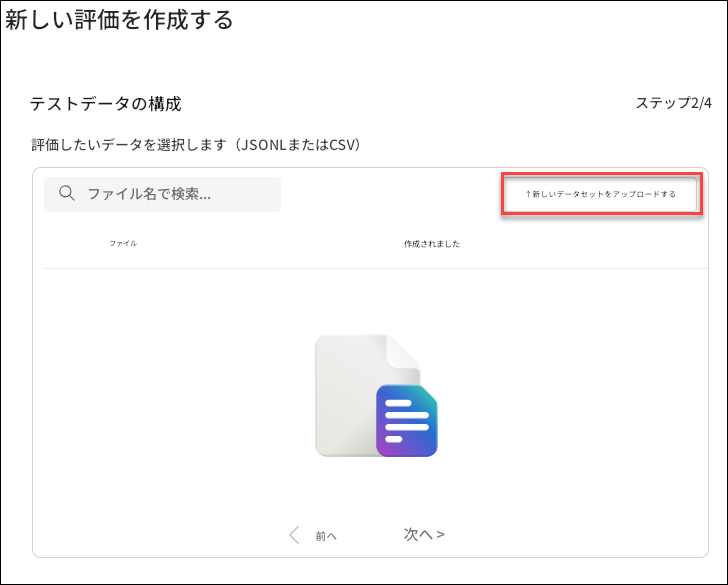 新しい評価を作成する
テストデータの構成
ステップ2/4
評価したいデータを選択します（JSONLまたはCSV）
ファイル名で検索...
↑新しいデータセットをアップロードする
ファイル
作成されました
前へ
次へ >